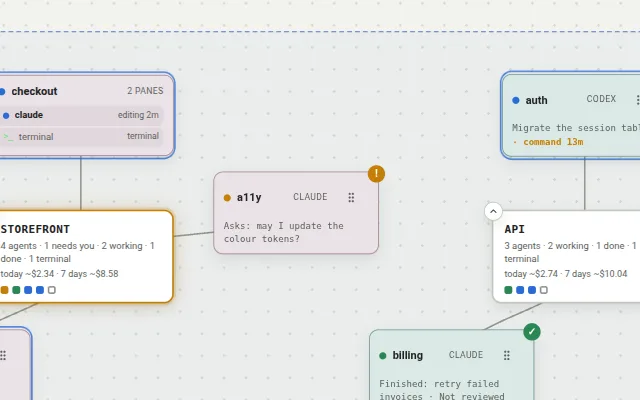 checkout 2 PANES
claude editing 2m
>_ terminal terminal
auth CODEX
Migrate the session tabl
· command 13m
!
a11y CLAUDE
Asks: may I update the
colour tokens?
STOREFRONT
4 agents · 1 needs you · 2 working · 1
done · 1 terminal
today ~$2.34 · 7 days ~$8.58
API
3 agents · 2 working · 1 done · 1
terminal
today ~$2.74 · 7 days ~$10.04
billing CLAUDE
Finished: retry failed
invoices · Not reviewed